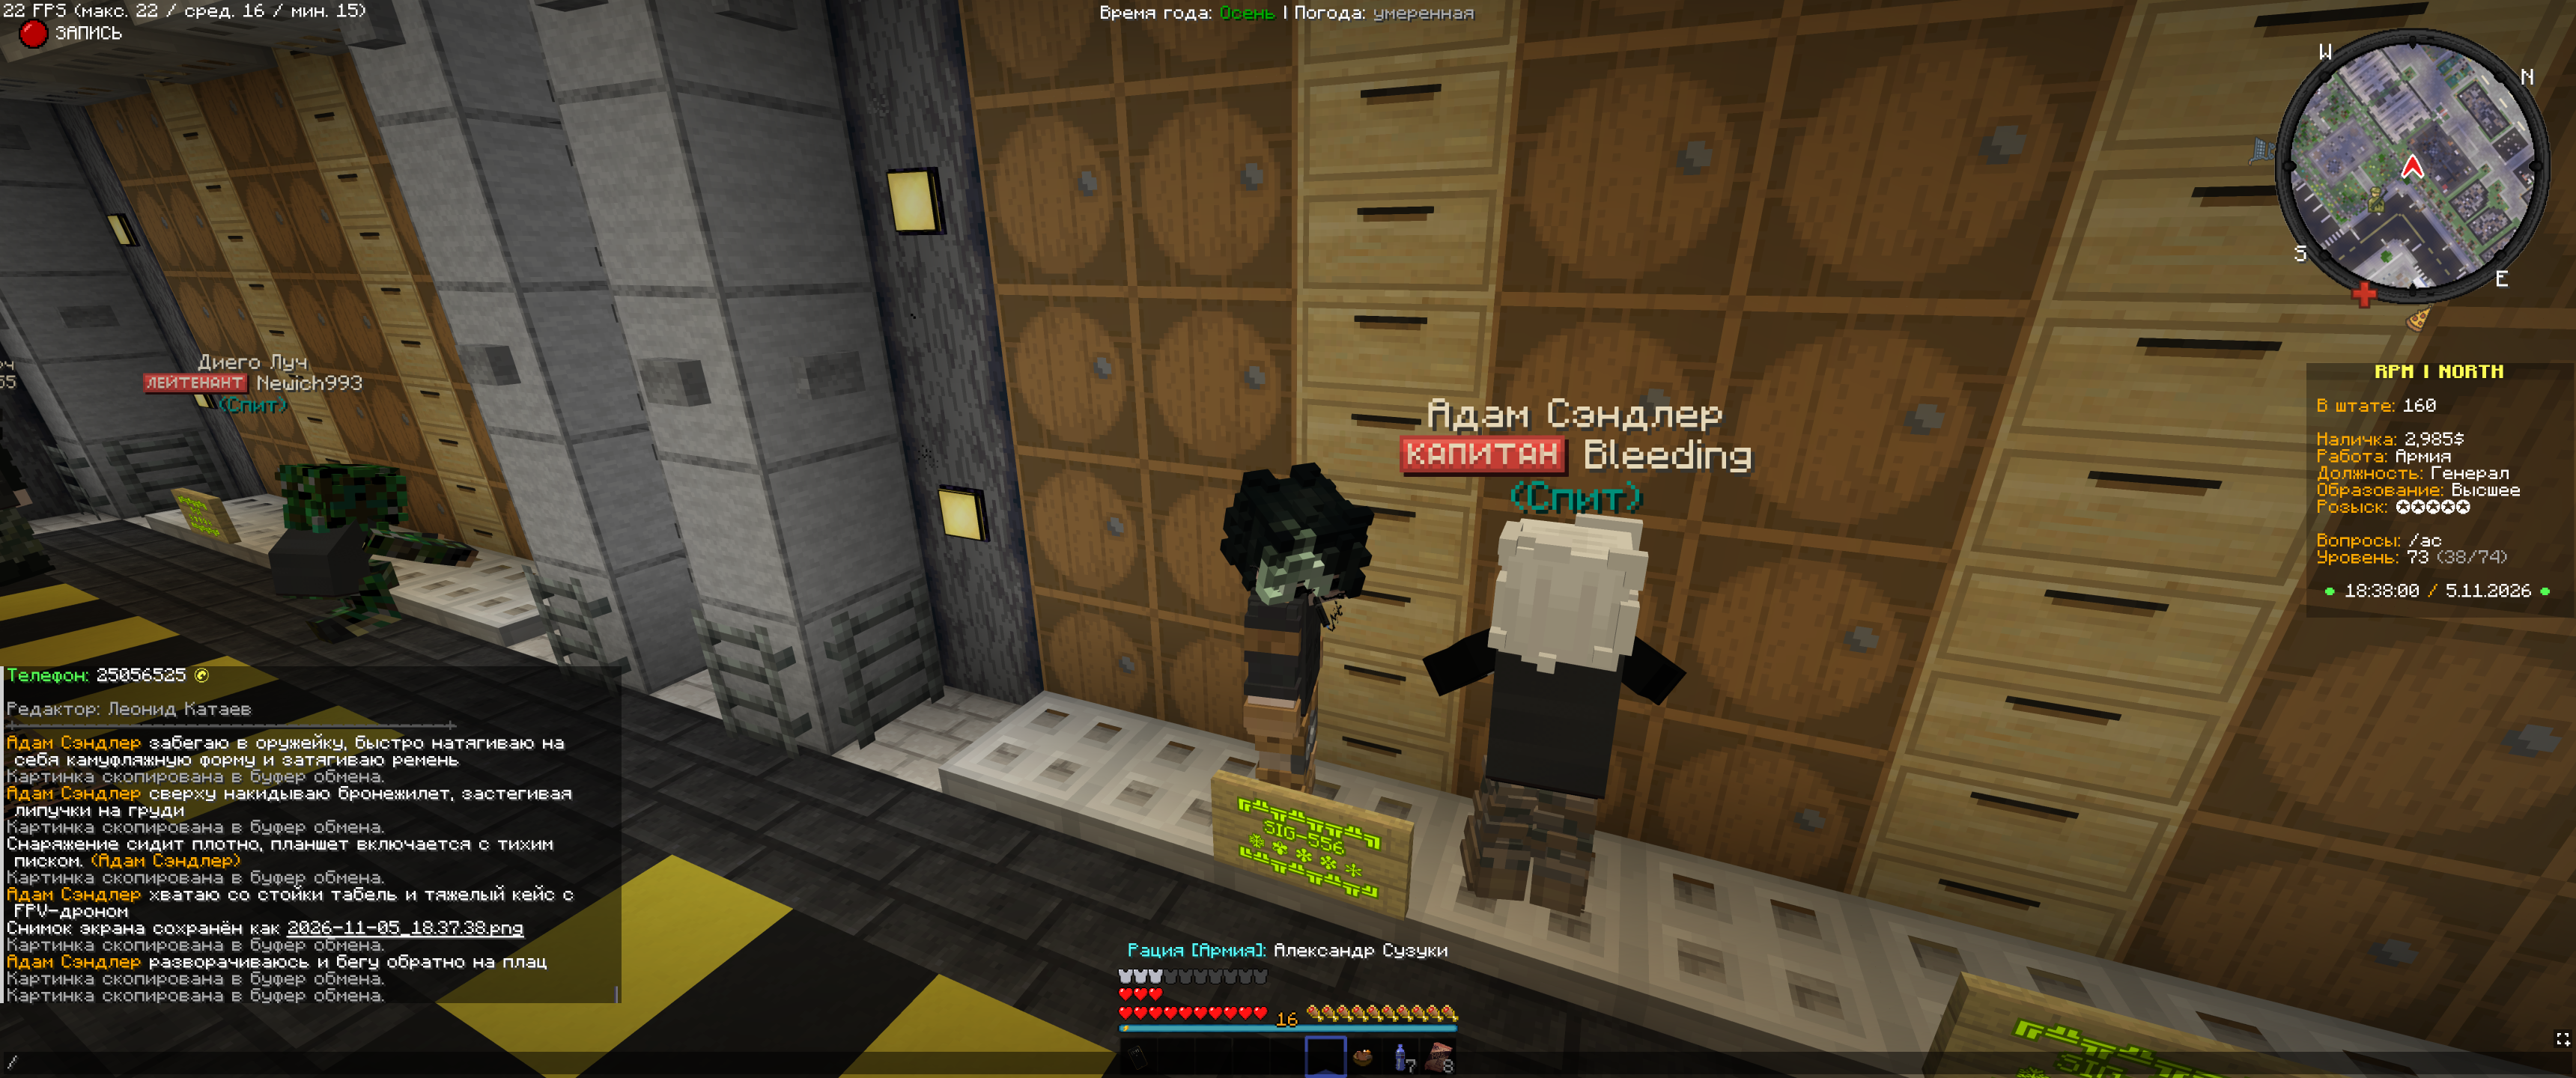 22 FPS (макс. 22 / сред. 16 / мин. 15)
ЗАПИСЬ
Время года: Осень | Погода: умеренная
W
N
S
E
Диего Луч
ЛЕЙТЕНАНТ Newich993
(Спит)
Адам Сэндлер
КАПИТАН Bleeding
(Спит)
RPM | NORTH
В штате: 160
Наличка: 2,985$
Работа: Армия
Должность: Генерал
Образование: Высшее
Розыск: ✪✪✪✪✪
Вопросы: /ac
Уровень: 73 (38/74)
● 18:38:00 / 5.11.2026 ●
Телефон: 25056525 ✆
Редактор: Леонид Катаев
Адам Сэндлер забегаю в оружейку, быстро натягиваю на
себя камуфляжную форму и затягиваю ремень
Картинка скопирована в буфер обмена.
Адам Сэндлер сверху накидываю бронежилет, застегивая
липучки на груди
Картинка скопирована в буфер обмена.
Снаряжение сидит плотно, планшет включается с тихим
писком. (Адам Сэндлер)
Картинка скопирована в буфер обмена.
Адам Сэндлер хватаю со стойки табель и тяжелый кейс с
FPV-дроном
Снимок экрана сохранён как 2026-11-05_18.37.38.png
Картинка скопирована в буфер обмена.
Адам Сэндлер разворачиваюсь и бегу обратно на плац
Картинка скопирована в буфер обмена.
Картинка скопирована в буфер обмена.
SIG-556
Рация [Армия]: Александр Сузуки
16
7
8
/
SIG